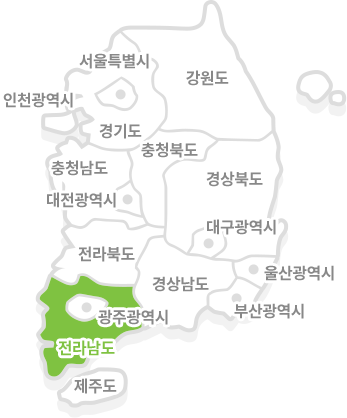 서울특별시
강원도
인천광역시
경기도
충청북도
충청남도
경상북도
대전광역시
대구광역시
전라북도
울산광역시
경상남도
부산광역시
광주광역시
전라남도
제주도